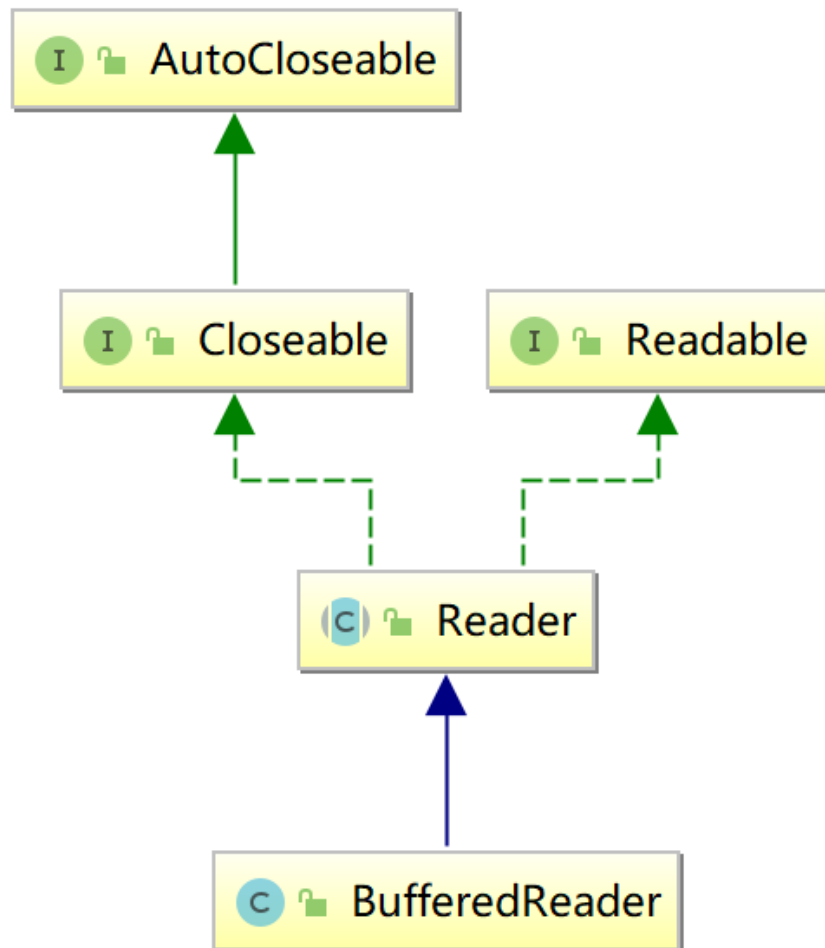 I AutoCloseable
I Closeable
I Readable
C Reader
C BufferedReader